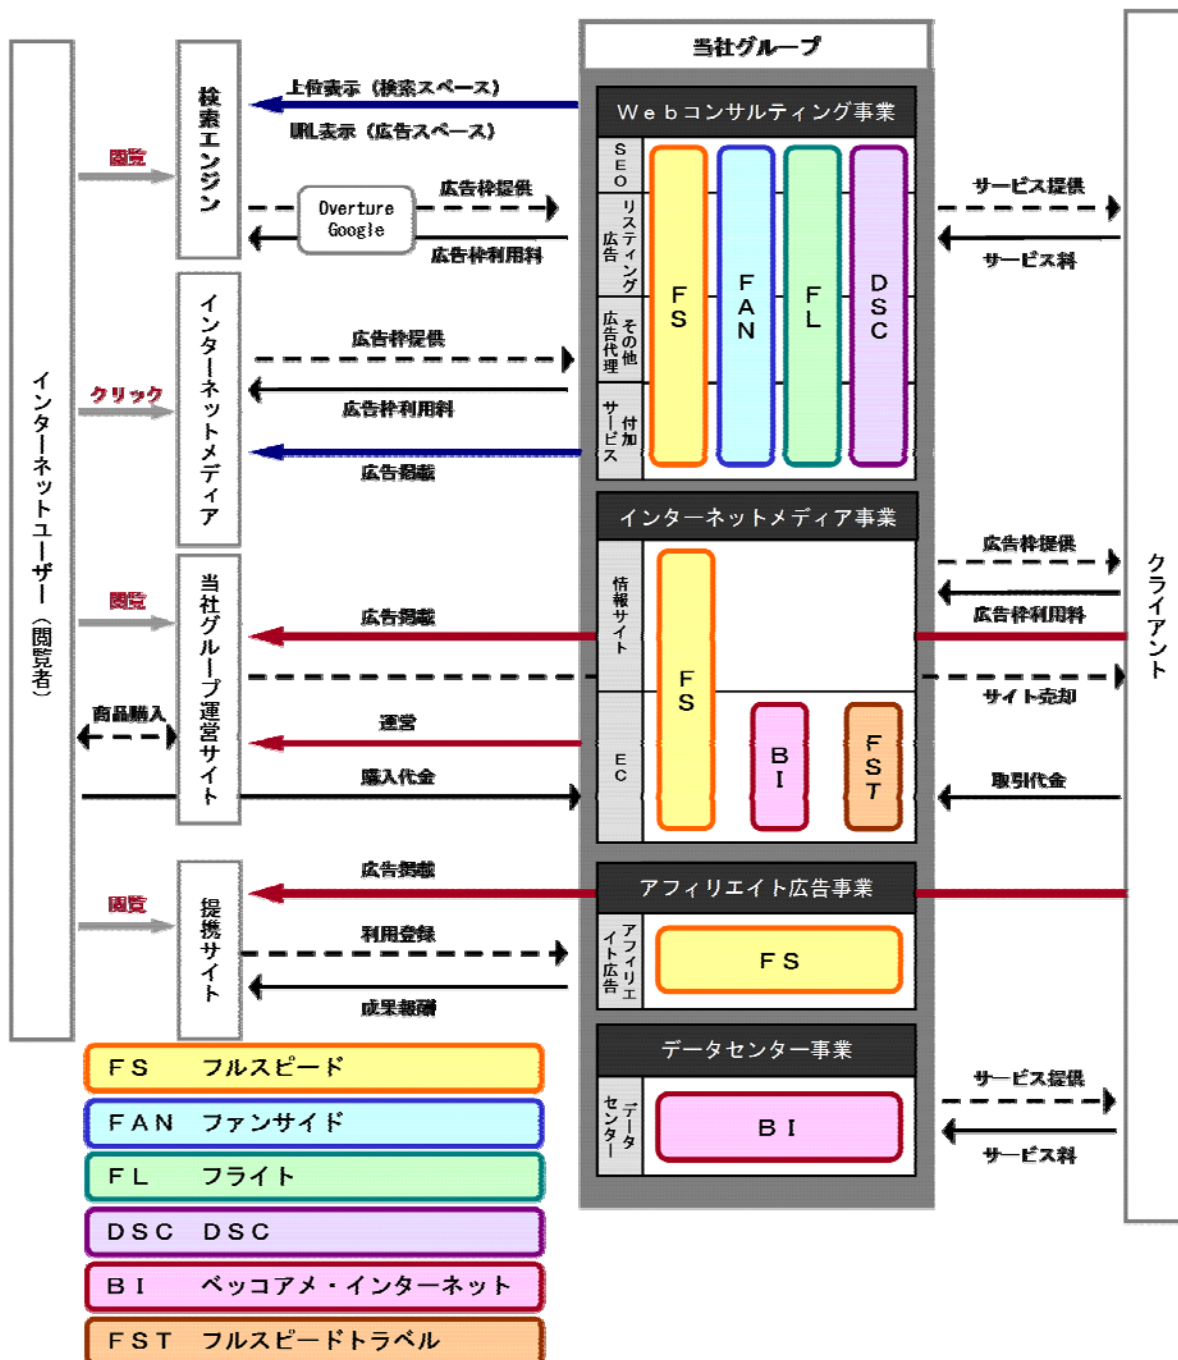 当社グループ
インターネットユーザー（閲覧者）
検索エンジン
インターネットメディア
当社グループ運営サイト
提携サイト
クライアント
閲覧
クリック
閲覧
商品購入
閲覧
上位表示（検索スペース）
URL表示（広告スペース）
広告枠提供
Overture
Google
広告枠利用料
広告枠提供
広告枠利用料
広告掲載
広告掲載
運営
購入代金
広告掲載
利用登録
成果報酬
Ｗｅｂコンサルティング事業
ＳＥＯ
リスティング
広告
その他
広告代理
付加
サービス
ＦＳ
ＦＡＮ
ＦＬ
ＤＳＣ
インターネットメディア事業
情報サイト
ＥＣ
ＦＳ
ＢＩ
ＦＳＴ
アフィリエイト広告事業
アフィリエ
イト広告
ＦＳ
データセンター事業
データ
センター
ＢＩ
サービス提供
サービス料
広告枠提供
広告枠利用料
サイト売却
取引代金
サービス提供
サービス料
ＦＳ　フルスピード
ＦＡＮ　ファンサイド
ＦＬ　フライト
ＤＳＣ　ＤＳＣ
ＢＩ　ベッコアメ・インターネット
ＦＳＴ　フルスピードトラベル